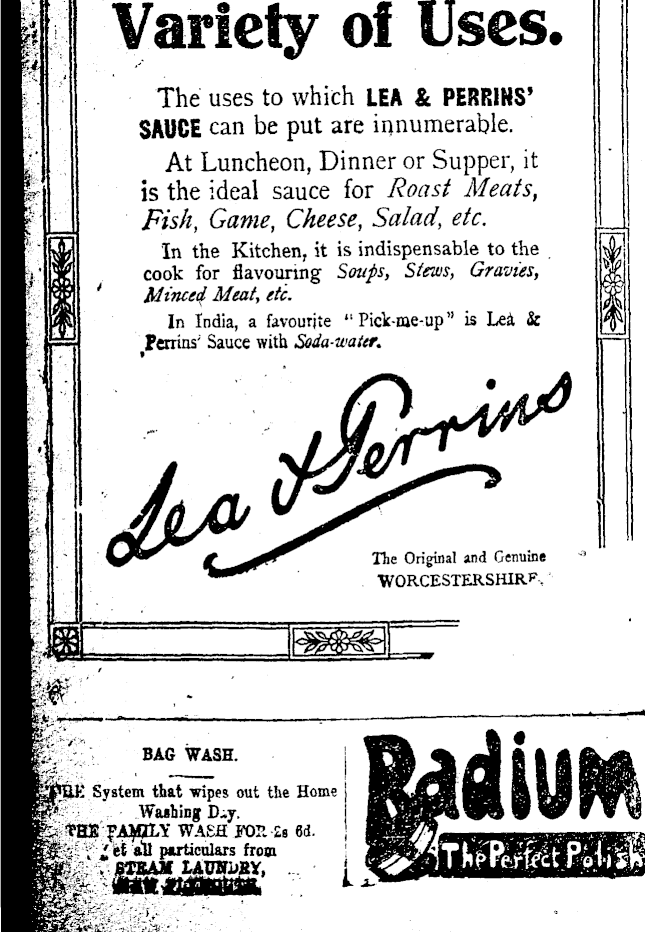 Variety of Uses.
The uses to which LEA & PERRINS'
SAUCE can be put are innumerable.
At Luncheon, Dinner or Supper, it
is the ideal sauce for Roast Meats,
Fish, Game, Cheese, Salad, etc.
In the Kitchen, it is indispensable to the
cook for flavouring Soups, Stews, Gravies,
Minced Meat, etc.
In India, a favourite "Pick-me-up" is Lea &
Perrins' Sauce with Soda-water.
Lea & Perrins
The Original and Genuine
WORCESTERSHIRE.
BAG WASH.
THE System that wipes out the Home
Washing Day.
THE FAMILY WASH FOR 2s 6d.
et all particulars from
STEAM LAUNDRY,
NEW PLYMOUTH.
Radium
The Perfect Polish